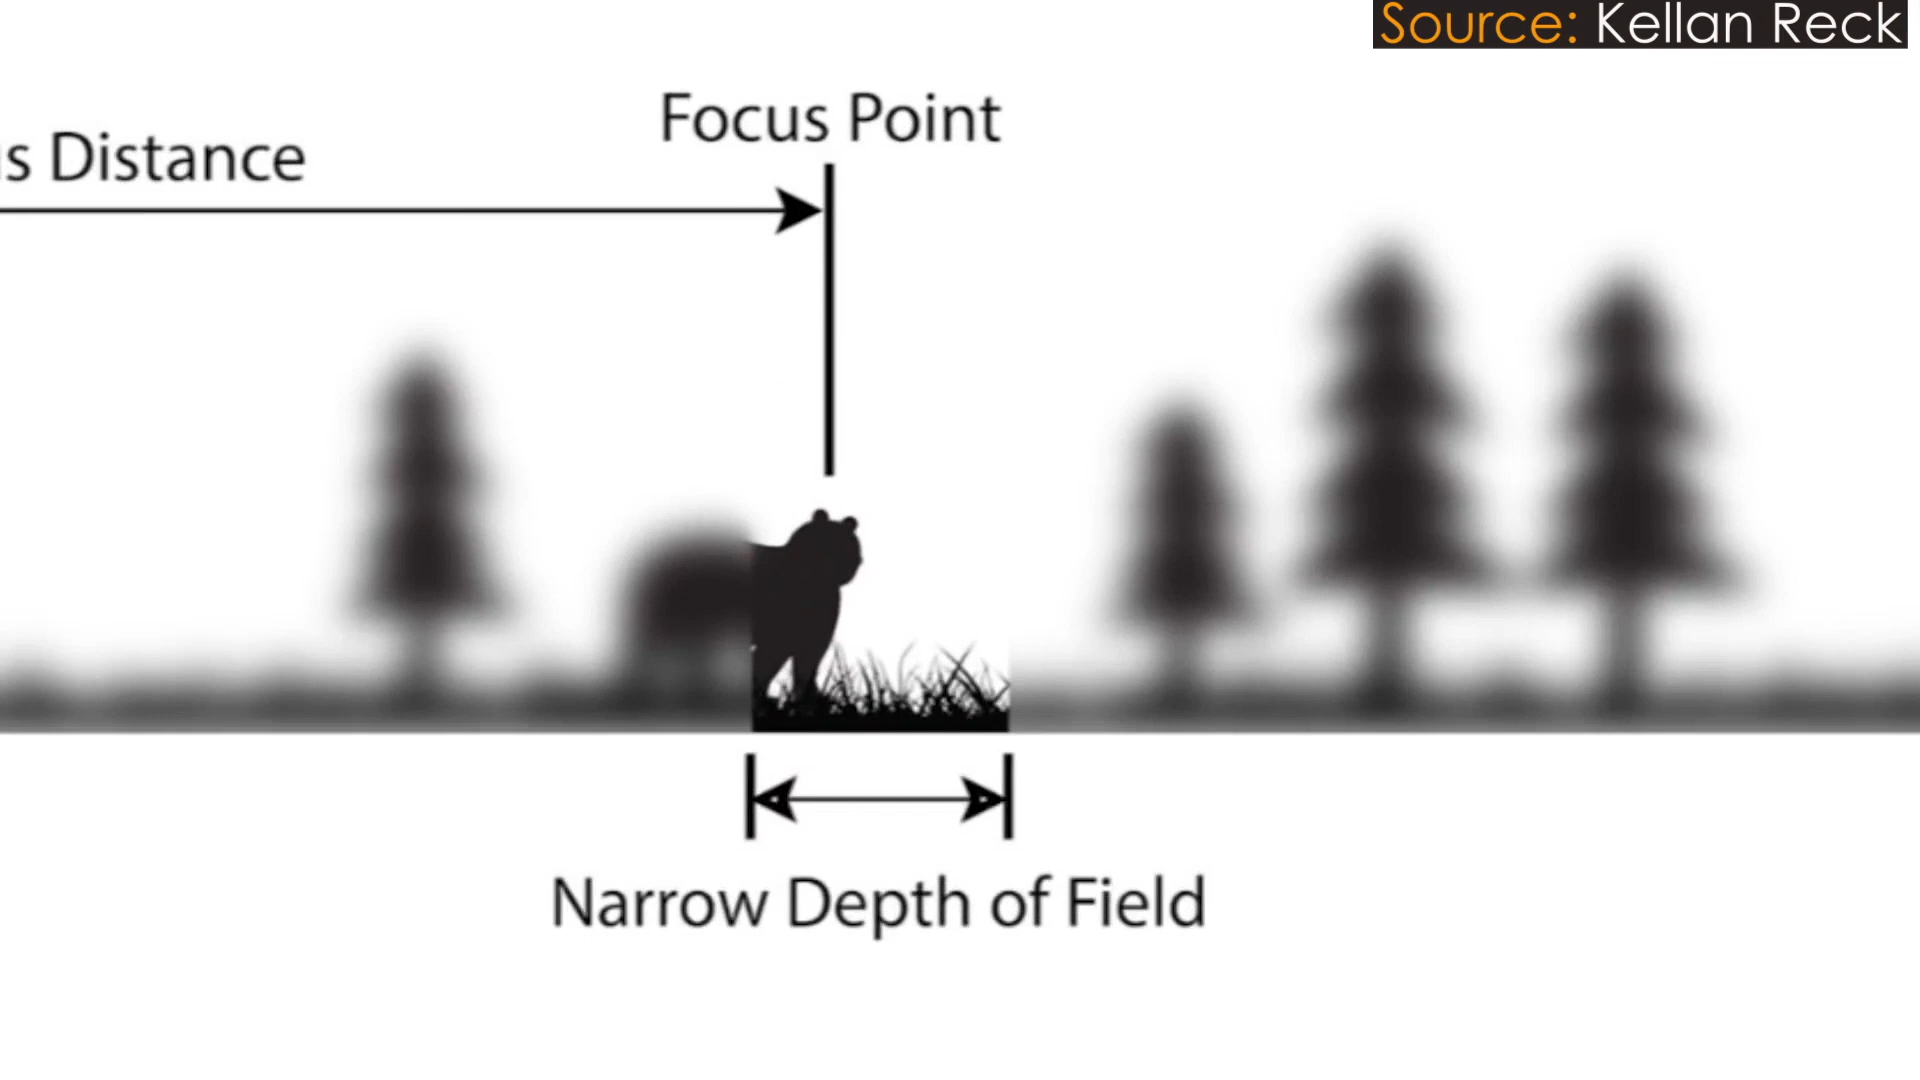 Source: Kellan Reck
Focus Point
s Distance
Narrow Depth of Field